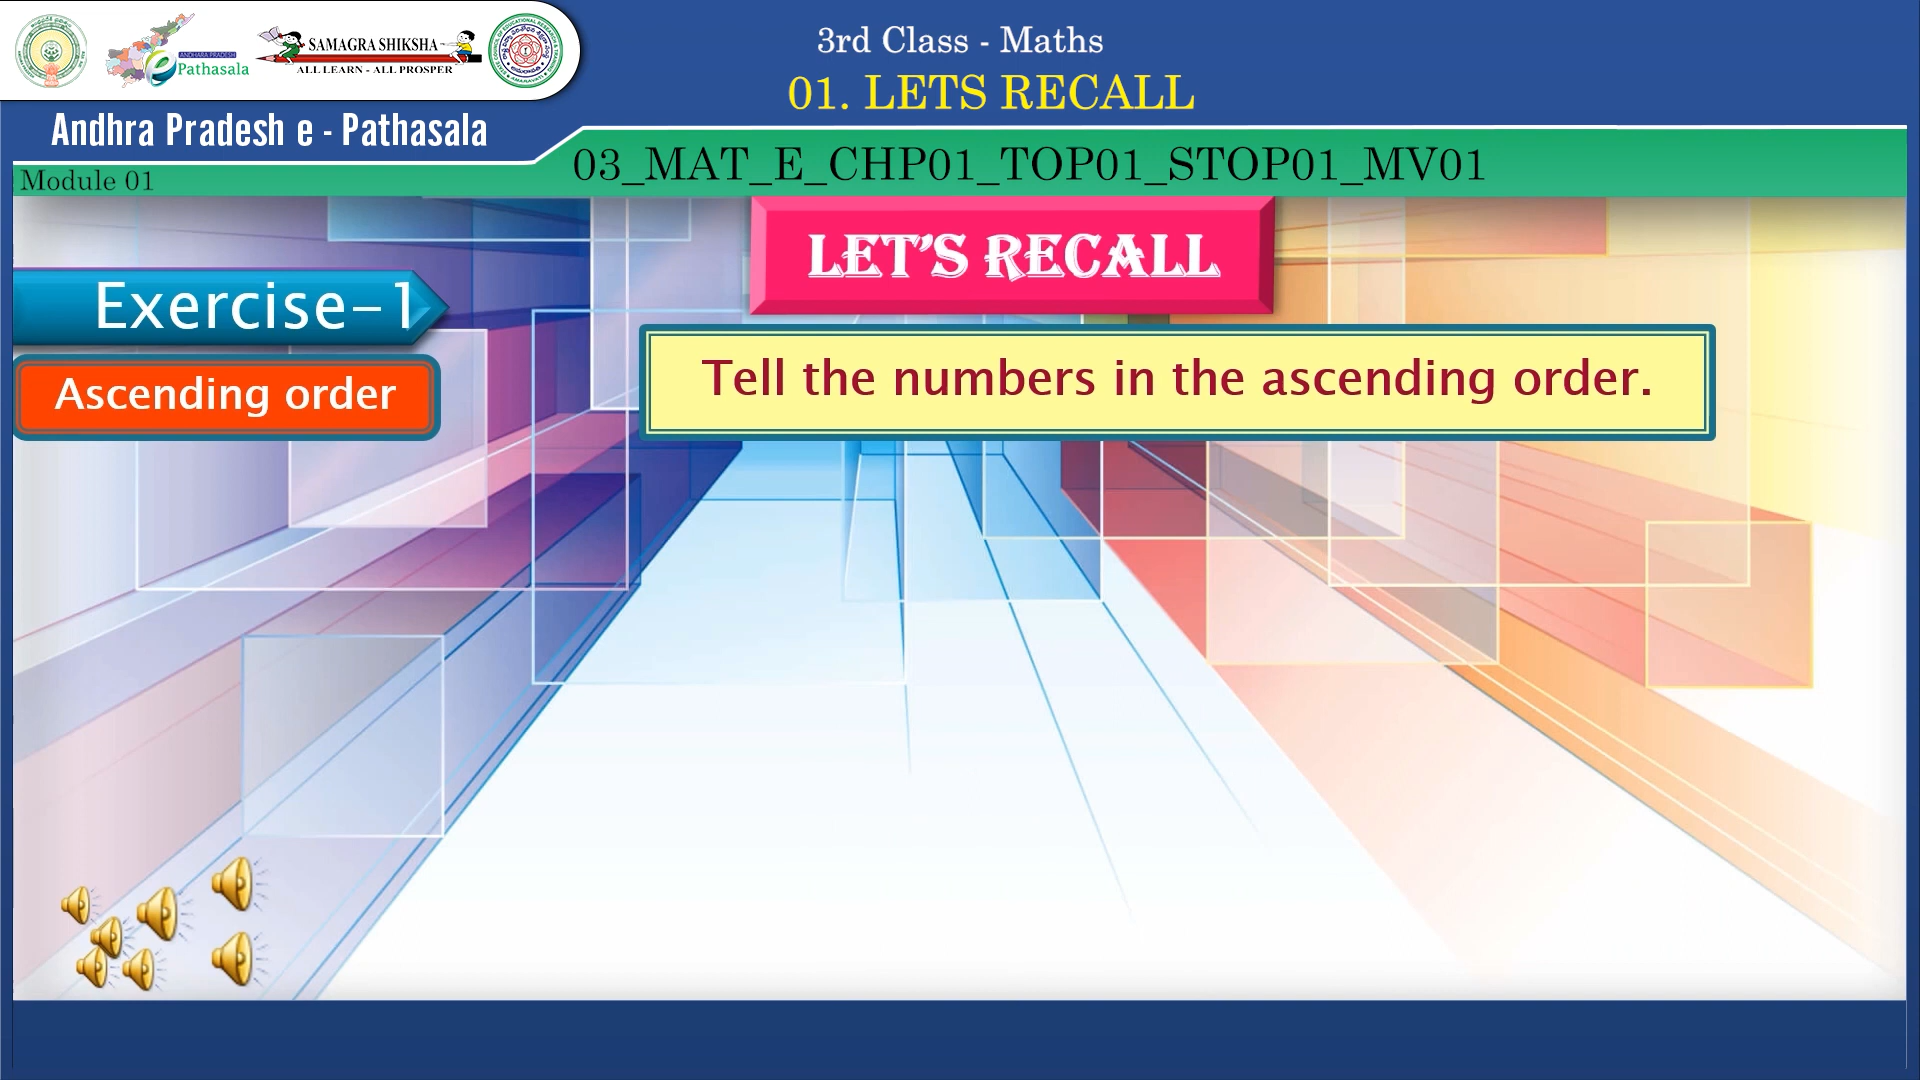 ANDHRA PRADESH
e Pathasala
SAMAGRA SHIKSHA
ALL LEARN - ALL PROSPER
Andhra Pradesh e - Pathasala
3rd Class - Maths
01. LETS RECALL
Module 01
03_MAT_E_CHP01_TOP01_STOP01_MV01
LET'S RECALL
Exercise-1
Ascending order
Tell the numbers in the ascending order.